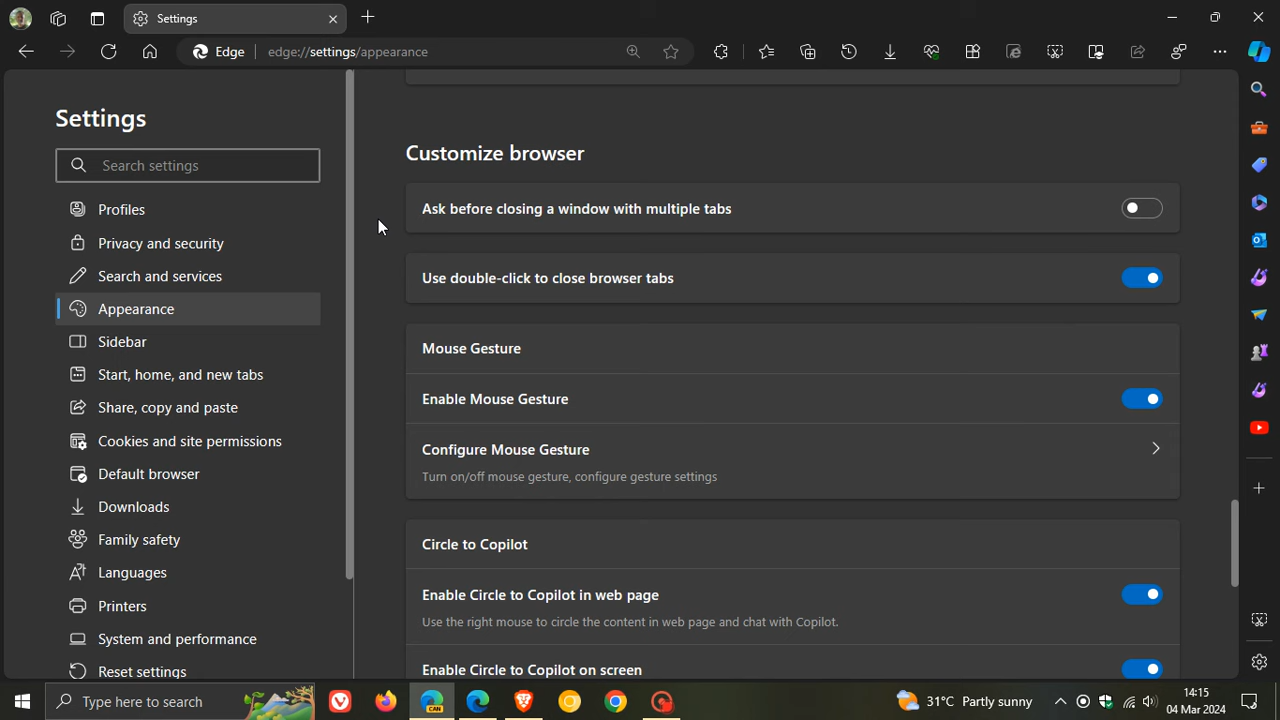 Settings
Edge
edge://settings/appearance
Settings
Search settings
Profiles
Privacy and security
Search and services
Appearance
Sidebar
Start, home, and new tabs
Share, copy and paste
Cookies and site permissions
Default browser
Downloads
Family safety
Languages
Printers
System and performance
Reset settings
Customize browser
Ask before closing a window with multiple tabs
Use double-click to close browser tabs
Mouse Gesture
Enable Mouse Gesture
Configure Mouse Gesture
Turn on/off mouse gesture, configure gesture settings
Circle to Copilot
Enable Circle to Copilot in web page
Use the right mouse to circle the content in web page and chat with Copilot.
Enable Circle to Copilot on screen
Type here to search
CAN
31°C Partly sunny
14:15
04 Mar 2024